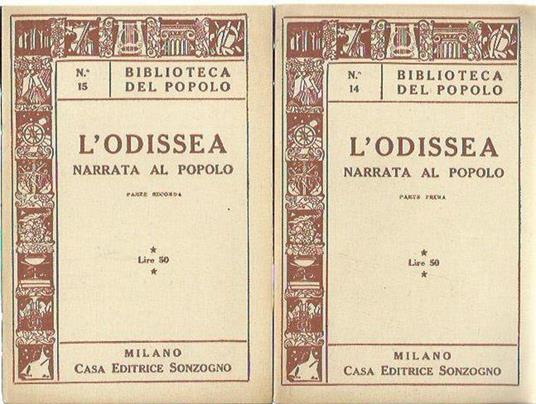 N.º
15
BIBLIOTECA
DEL POPOLO
L'ODISSEA
NARRATA AL POPOLO
PARTE SECONDA
Lire 50
MILANO
CASA EDITRICE SONZOGNO
N.º
14
BIBLIOTECA
DEL POPOLO
L'ODISSEA
NARRATA AL POPOLO
PARTE PRIMA
Lire 50
MILANO
CASA EDITRICE SONZOGNO